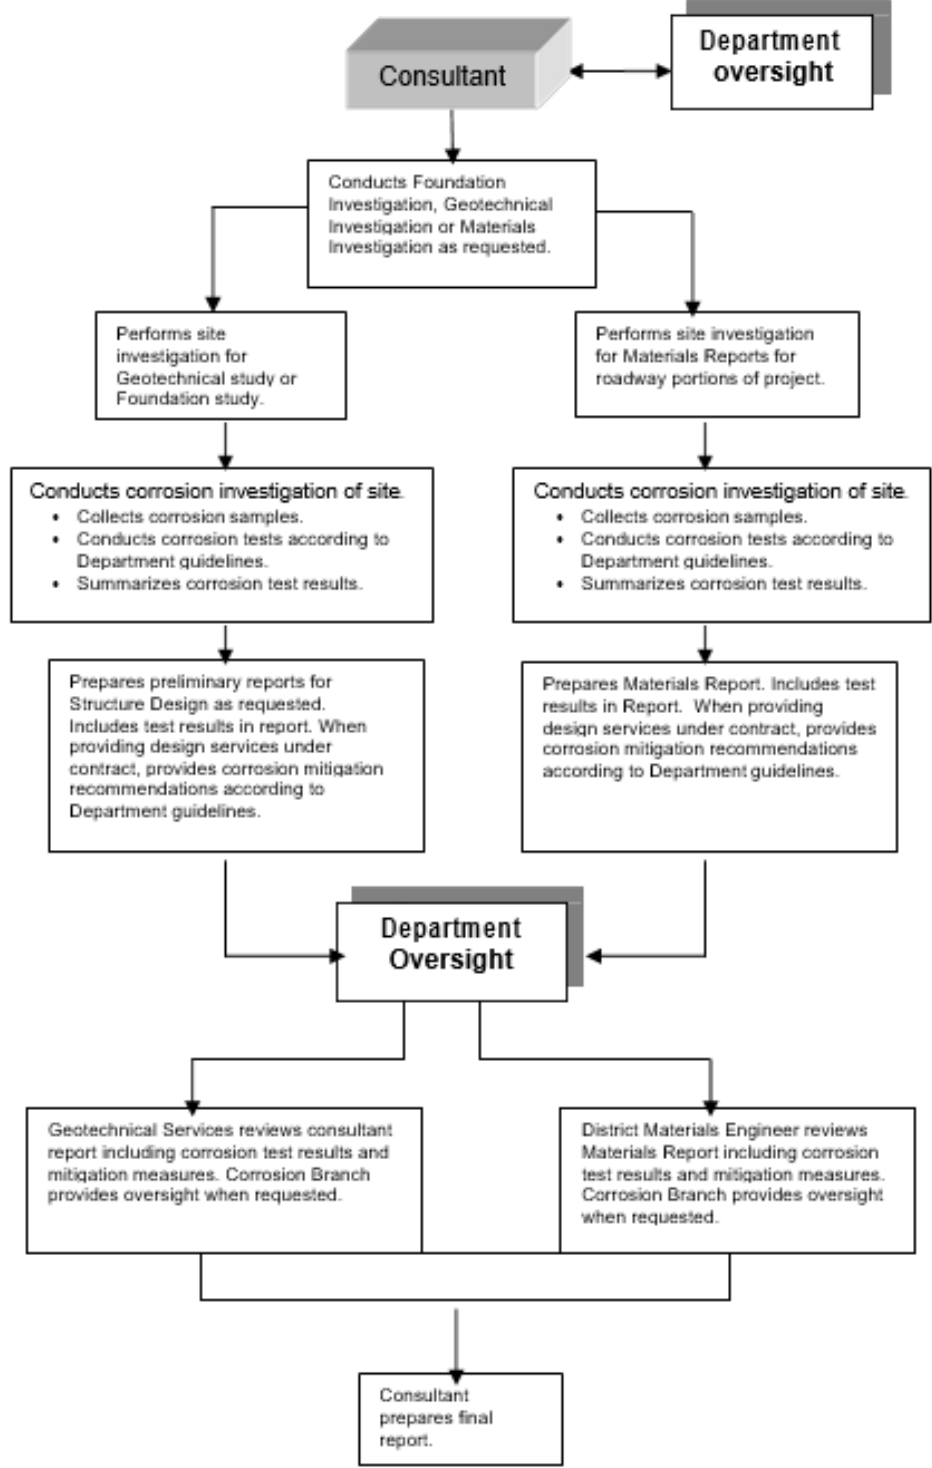 Consultant
Department
oversight
Conducts Foundation
Investigation, Geotechnical
Investigation or Materials
Investigation as requested.
Performs site
investigation for
Geotechnical study or
Foundation study.
Performs site investigation
for Materials Reports for
roadway portions of project.
Conducts corrosion investigation of site.
• Collects corrosion samples.
• Conducts corrosion tests according to
Department guidelines.
• Summarizes corrosion test results.
Conducts corrosion investigation of site.
• Collects corrosion samples.
• Conducts corrosion tests according to
Department guidelines.
• Summarizes corrosion test results.
Prepares preliminary reports for
Structure Design as requested.
Includes test results in report. When
providing design services under
contract, provides corrosion mitigation
recommendations according to
Department guidelines.
Prepares Materials Report. Includes test
results in Report. When providing
design services under contract, provides
corrosion mitigation recommendations
according to Department guidelines.
Department
Oversight
Geotechnical Services reviews consultant
report including corrosion test results and
mitigation measures. Corrosion Branch
provides oversight when requested.
District Materials Engineer reviews
Materials Report including corrosion
test results and mitigation measures.
Corrosion Branch provides oversight
when requested.
Consultant
prepares final
report.